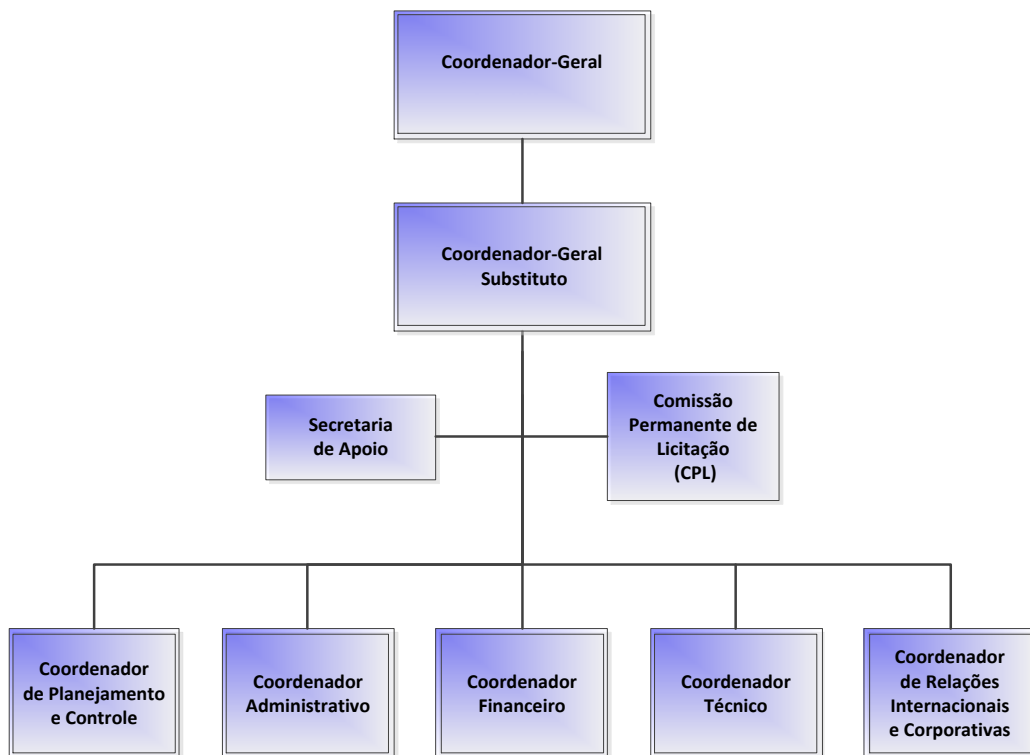 Coordenador-Geral
Coordenador-Geral
Substituto
Secretaria
de Apoio
Comissão
Permanente de
Licitação
(CPL)
Coordenador
de Planejamento
e Controle
Coordenador
Administrativo
Coordenador
Financeiro
Coordenador
Técnico
Coordenador
de Relações
Internacionais
e Corporativas